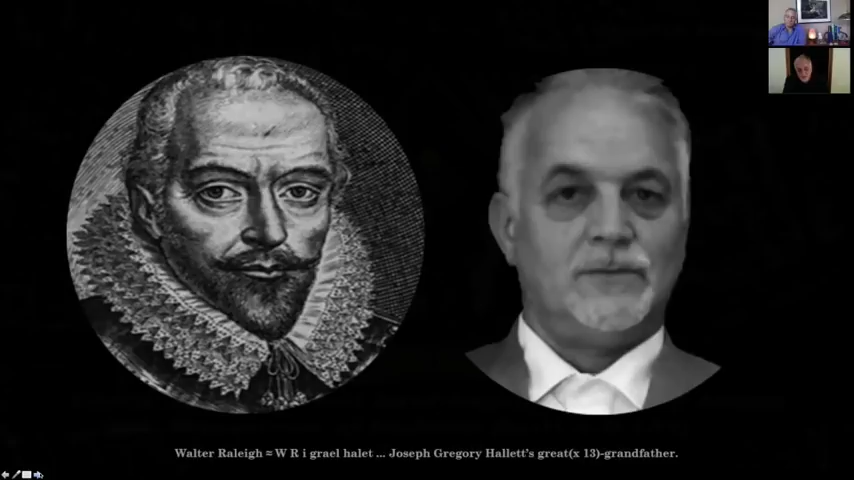 Walter Raleigh ≈ W R i grael halet ... Joseph Gregory Hallett's great(x 13)-grandfather.